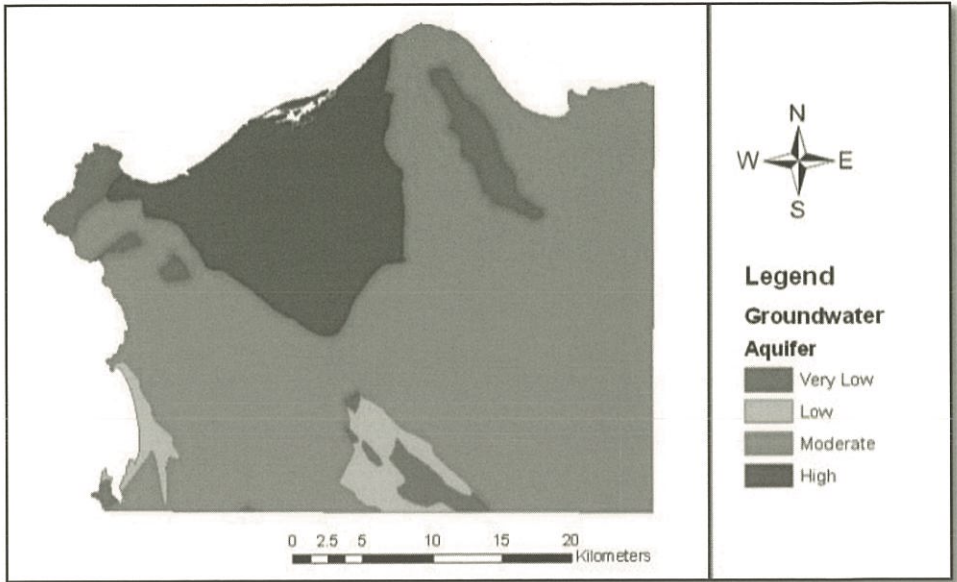 N
W E
S
Legend
Groundwater
Aquifer
Very Low
Low
Moderate
High
0 2.5 5 10 15 20
Kilometers